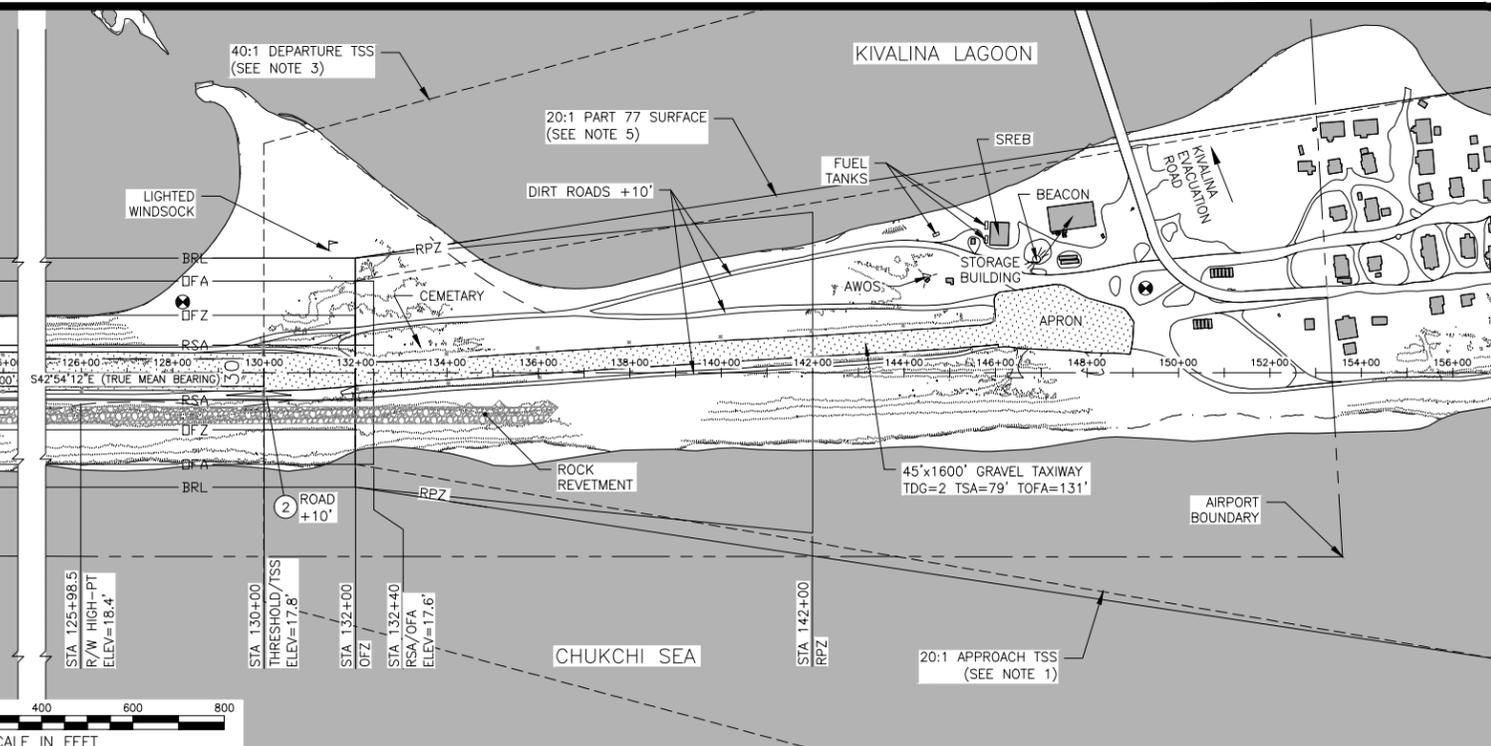 40:1 DEPARTURE TSS
(SEE NOTE 3)
KIVALINA LAGOON
20:1 PART 77 SURFACE
(SEE NOTE 5)
SREB
FUEL
TANKS
DIRT ROADS +10'
BEACON
KIVALINA
EVACUATION
ROAD
LIGHTED
WINDSOCK
BRL
RPZ
OFA
STORAGE
BUILDING
AWOS
CEMETARY
OFZ
APRON
RSA
126+00
128+00
130+00
132+00
134+00
136+00
138+00
140+00
142+00
144+00
146+00
148+00
150+00
152+00
154+00
156+00
S42°54'12"E (TRUE MEAN BEARING)
30
RSA
OFZ
OFA
BRL
RPZ
ROCK
REVETMENT
45'x1600' GRAVEL TAXIWAY
TDG=2 TSA=79' TOFA=131'
2
ROAD
+10'
AIRPORT
BOUNDARY
STA 125+98.5
R/W HIGH-PT
ELEV=18.4'
STA 130+00
THRESHOLD/TSS
ELEV=17.8'
STA 132+00
OFZ
STA 132+40
RSA/OFA
ELEV=17.6'
STA 142+00
RPZ
CHUKCHI SEA
20:1 APPROACH TSS
(SEE NOTE 1)
400
600
800
SCALE IN FEET